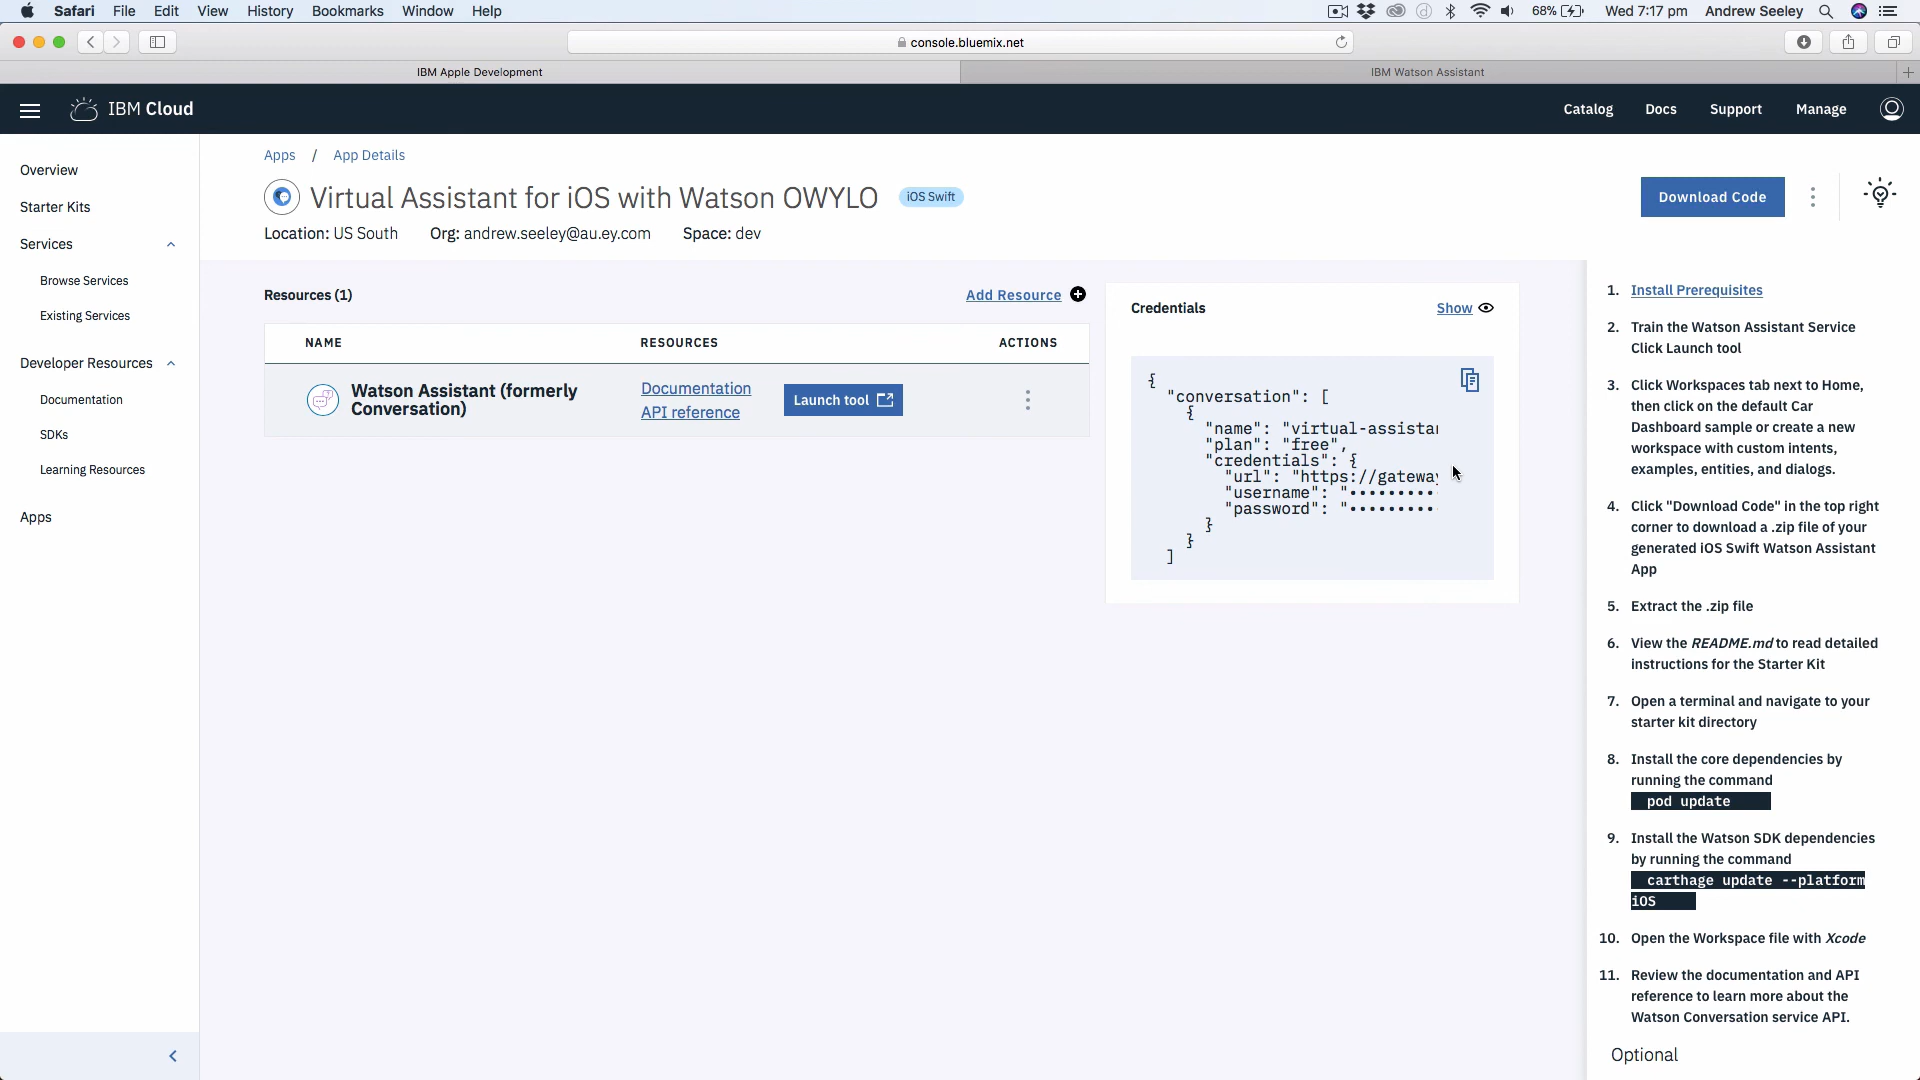 Safari File Edit View History Bookmarks Window Help
68% Wed 7:17 pm Andrew Seeley
console.bluemix.net
IBM Apple Development
IBM Watson Assistant
IBM Cloud
Catalog Docs Support Manage
Overview
Starter Kits
Services
Browse Services
Existing Services
Developer Resources
Documentation
SDKs
Learning Resources
Apps
Apps / App Details
Virtual Assistant for iOS with Watson OWYLO iOS Swift
Location: US South Org: andrew.seeley@au.ey.com Space: dev
Download Code
Resources (1)
Add Resource
NAME RESOURCES ACTIONS
Watson Assistant (formerly
Conversation)
Documentation
API reference
Launch tool
Credentials
Show
{
"conversation": [
{
"name": "virtual-assistan
"plan": "free",
"credentials": {
"url": "https://gateway
"username": "••••••••••
"password": "••••••••••
}
}
]
1. Install Prerequisites
2. Train the Watson Assistant Service
Click Launch tool
3. Click Workspaces tab next to Home,
then click on the default Car
Dashboard sample or create a new
workspace with custom intents,
examples, entities, and dialogs.
4. Click "Download Code" in the top right
corner to download a .zip file of your
generated iOS Swift Watson Assistant
App
5. Extract the .zip file
6. View the README.md to read detailed
instructions for the Starter Kit
7. Open a terminal and navigate to your
starter kit directory
8. Install the core dependencies by
running the command
pod update
9. Install the Watson SDK dependencies
by running the command
carthage update --platform
iOS
10. Open the Workspace file with Xcode
11. Review the documentation and API
reference to learn more about the
Watson Conversation service API.
Optional